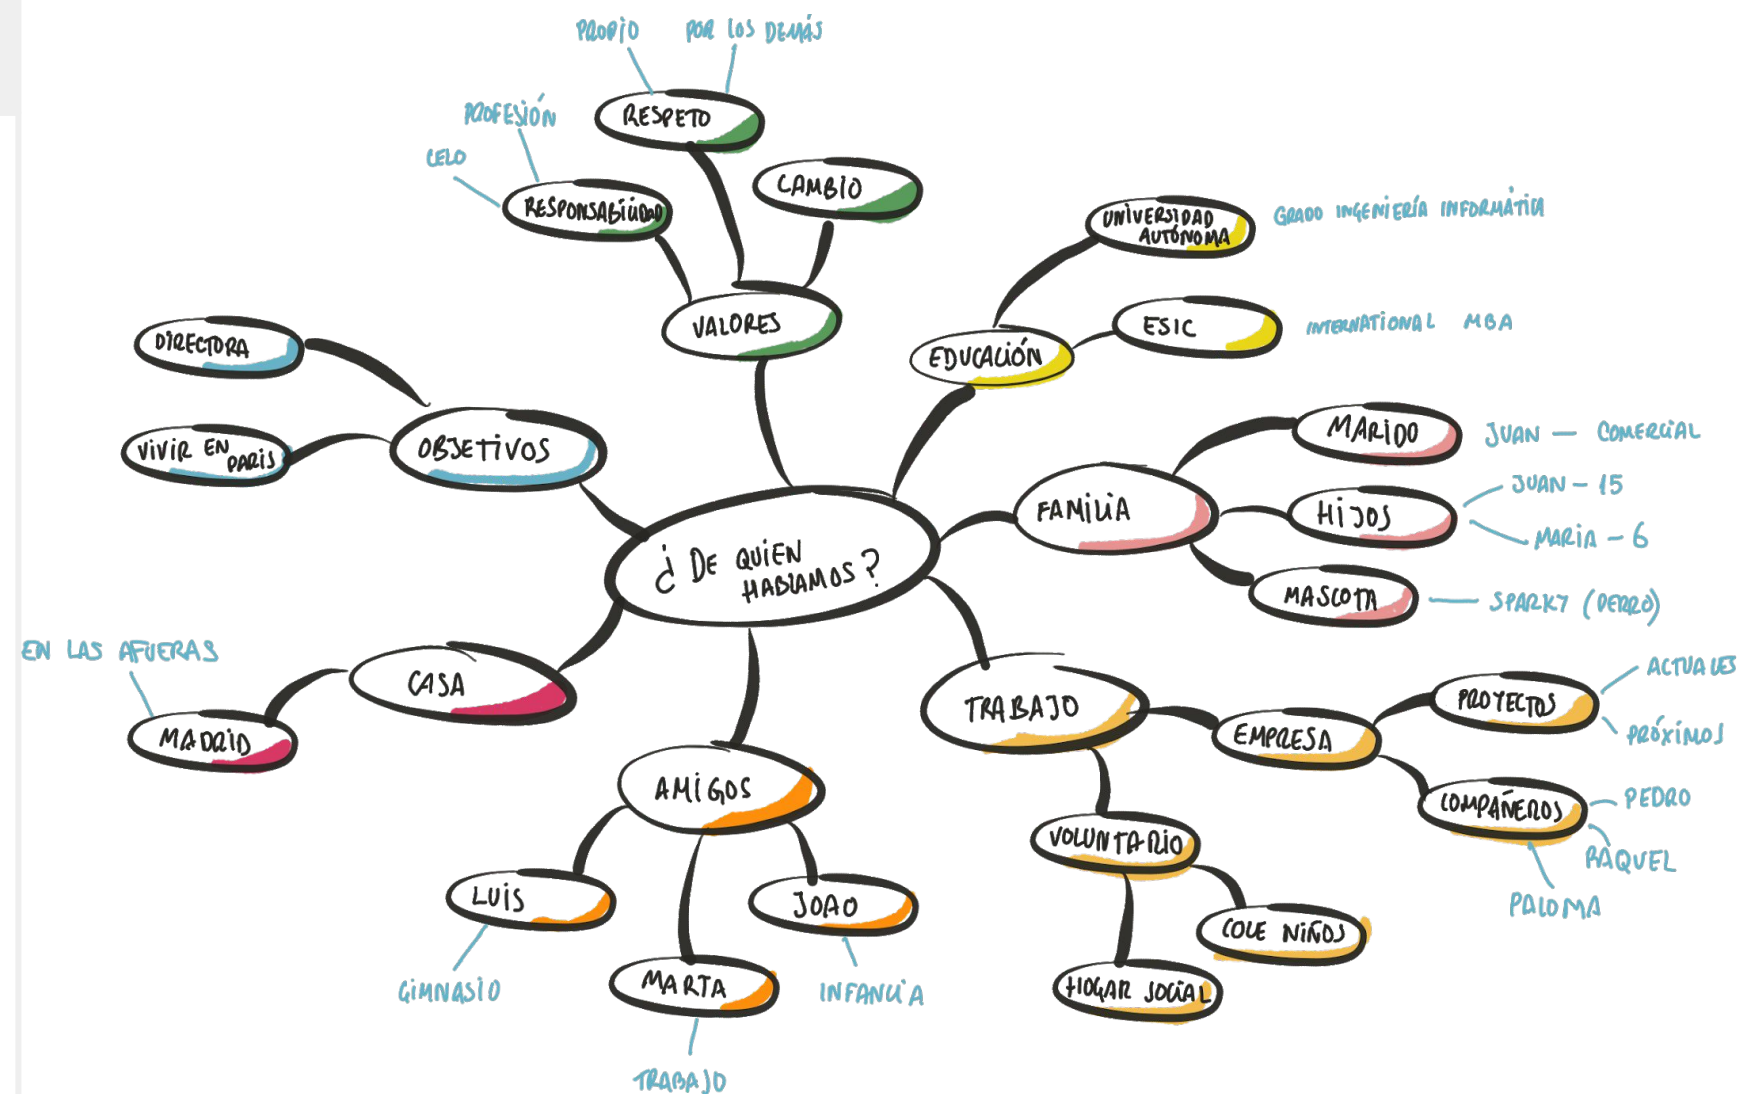 PROPIO
POR LOS DEMÁS
RESPETO
PROFESIÓN
CELO
RESPONSABILIDAD
CAMBIO
VALORES
UNIVERSIDAD
AUTÓNOMA
GRADO INGENIERÍA INFORMÁTICA
ESIC
INTERNATIONAL MBA
EDUCACIÓN
DIRECTORA
VIVIR EN
PARIS
OBJETIVOS
¿DE QUIEN
HABLAMOS?
FAMILIA
MARIDO
JUAN — COMERCIAL
HIJOS
JUAN - 15
MARIA - 6
MASCOTA
SPARKY (PERRO)
EN LAS AFUERAS
CASA
MADRID
TRABAJO
EMPRESA
PROYECTOS
ACTUALES
PRÓXIMOS
COMPAÑEROS
PEDRO
RAQUEL
PALOMA
AMIGOS
LUIS
GIMNASIO
MARTA
TRABAJO
JOAO
INFANCIA
VOLUNTARIO
COLE NIÑOS
HOGAR SOCIAL